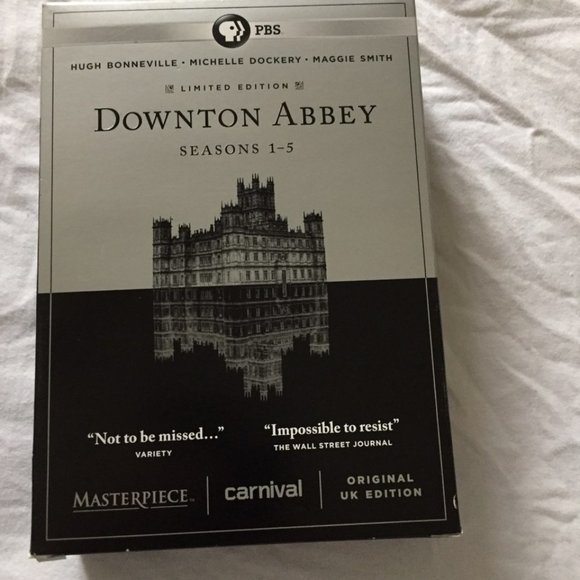 PBS
HUGH BONNEVILLE • MICHELLE DOCKERY • MAGGIE SMITH
LIMITED EDITION
DOWNTON ABBEY
SEASONS 1–5
“Not to be missed…”
VARIETY
“Impossible to resist”
THE WALL STREET JOURNAL
MASTERPIECE™
carnival
ORIGINAL
UK EDITION